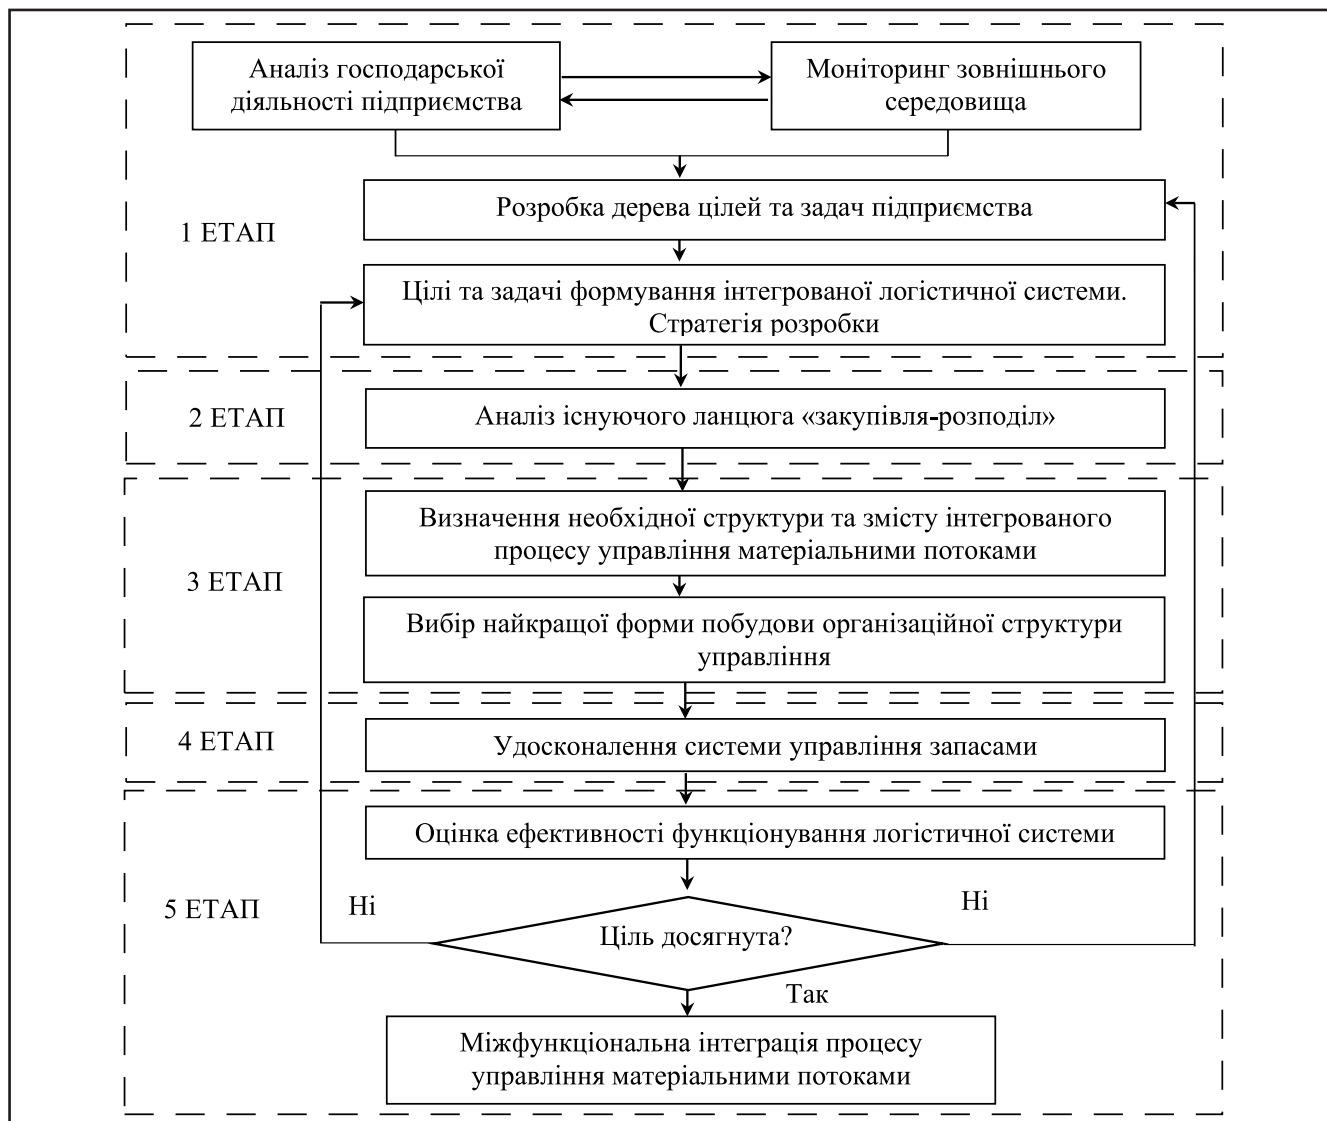 Аналіз господарської
діяльності підприємства
Моніторинг зовнішнього
середовища
1 ЕТАП
Розробка дерева цілей та задач підприємства
Цілі та задачі формування інтегрованої логістичної системи.
Стратегія розробки
2 ЕТАП
Аналіз існуючого ланцюга «закупівля-розподіл»
3 ЕТАП
Визначення необхідної структури та змісту інтегрованого
процесу управління матеріальними потоками
Вибір найкращої форми побудови організаційної структури
управління
4 ЕТАП
Удосконалення системи управління запасами
5 ЕТАП
Оцінка ефективності функціонування логістичної системи
Ні
Ні
Ціль досягнута?
Так
Міжфункціональна інтеграція процесу
управління матеріальними потоками